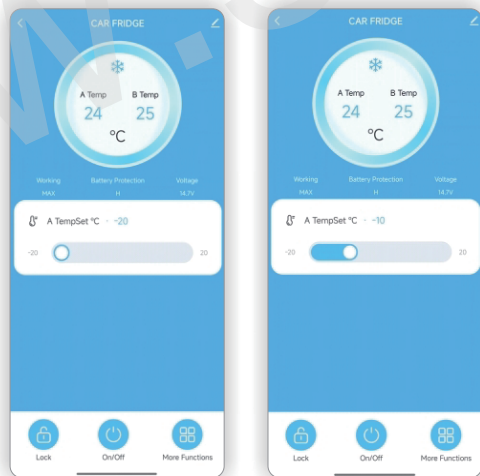 CAR FRIDGE
A Temp B Temp
24 25
°C
Working Battery Protection Voltage
MAX H 14.7V
A TempSet °C - -20
-20 20
Lock On/Off More Functions
CAR FRIDGE
A Temp B Temp
24 25
°C
Working Battery Protection Voltage
MAX H 14.7V
A TempSet °C - -10
-20 20
Lock On/Off More Functions